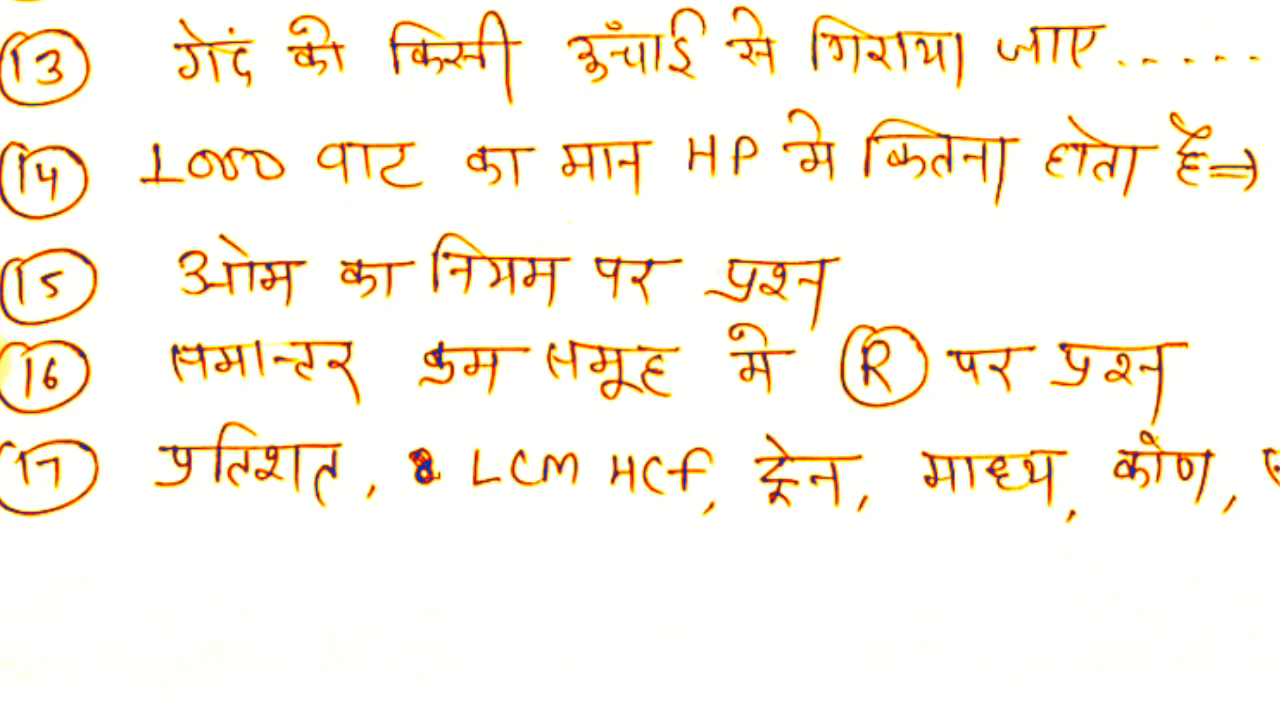 (13) गेदं को किसी ऊँचाई से गिराया जाए.....
(14) 1000 वाट का मान HP मे कितना होता है⇒
(15) ओम का नियम पर प्रश्न
(16) समान्तर क्रम समूह मे (R) पर प्रश्न
(17) प्रतिशत, & LCM HCF, ट्रेन, माध्य, कोण,